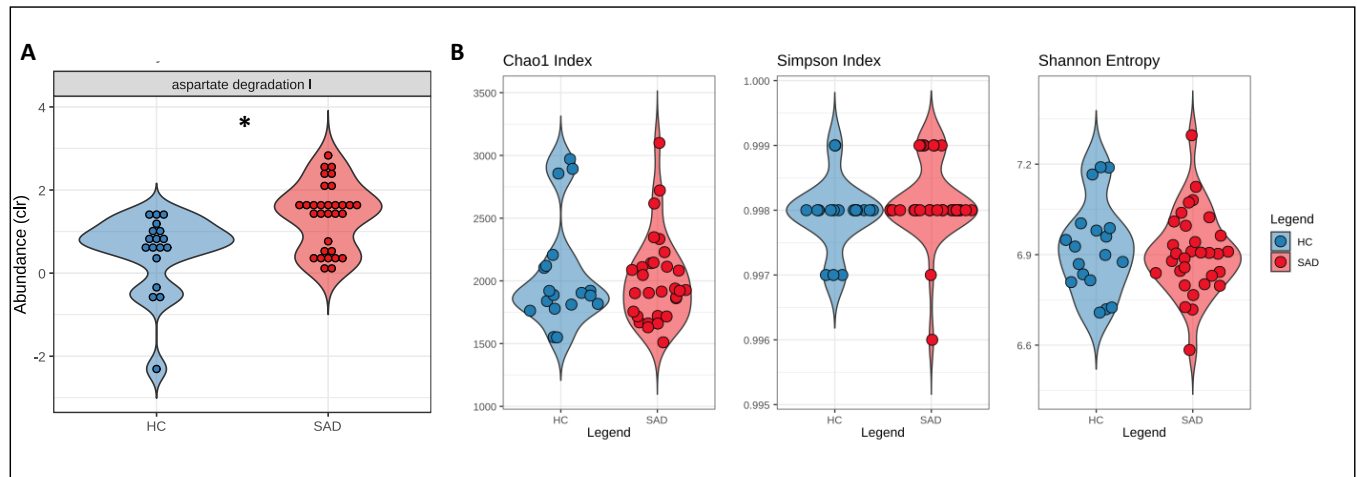 A
B
aspartate degradation I
*
Abundance (clr)
4
2
0
-2
HC
SAD
Chao1 Index
3500
3000
2500
2000
1500
1000
HC
SAD
Legend
Simpson Index
1.000
0.999
0.998
0.997
0.996
0.995
HC
SAD
Legend
Shannon Entropy
7.2
6.9
6.6
HC
SAD
Legend
Legend
HC
SAD